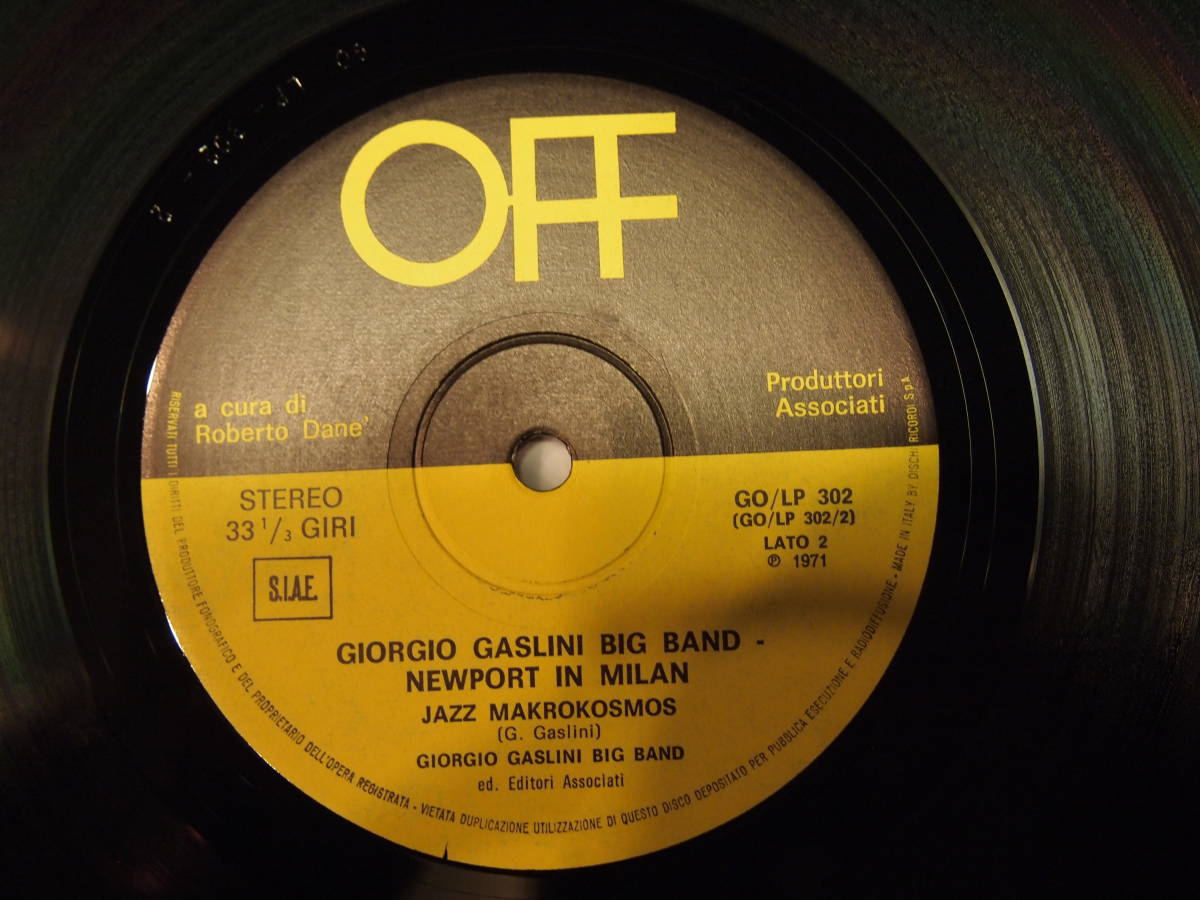 OFF
a cura di
Roberto Dane'
Produttori
Associati
STEREO
33 1/3 GIRI
S.I.A.E.
GO/LP 302
(GO/LP 302/2)
LATO 2
℗ 1971
GIORGIO GASLINI BIG BAND -
NEWPORT IN MILAN
JAZZ MAKROKOSMOS
(G. Gaslini)
GIORGIO GASLINI BIG BAND
ed. Editori Associati
RISERVATI TUTTI I DIRITTI DEL PRODUTTORE FONOGRAFICO E DEL PROPRIETARIO DELL'OPERA REGISTRATA - VIETATA DUPLICAZIONE UTILIZZAZIONE DI QUESTO DISCO DEPOSITATO PER PUBBLICA ESECUZIONE E RADIODIFFUSIONE - MADE IN ITALY BY DISCHI RICORDI S.p.A.